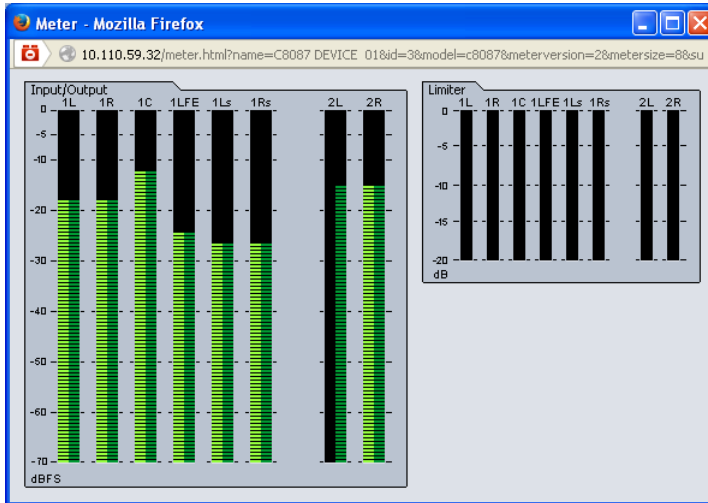 Meter - Mozilla Firefox
10.110.59.32/meter.html?name=C8087 DEVICE 01&id=3&model=c8087&meterversion=2&metersize=8&su
Input/Output
1L 1R 1C 1LFE 1Ls 1Rs 2L 2R
0
-5
-10
-20
-30
-40
-50
-60
-70
dBFS
Limiter
1L 1R 1C 1LFE 1Ls 1Rs 2L 2R
0
-5
-10
-15
-20
dB